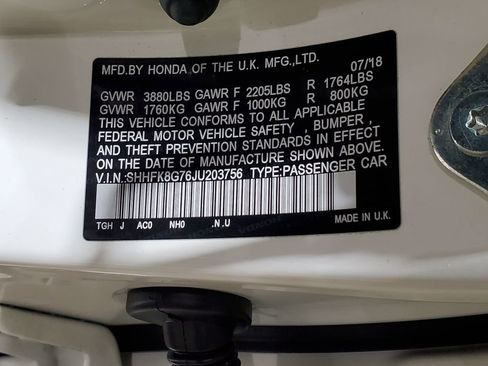 MFD.BY HONDA OF THE U.K. MFG.,LTD. 07/'18
GVWR 3880LBS GAWR F 2205LBS R 1764LBS
GVWR 1760KG GAWR F 1000KG R 800KG
THIS VEHICLE CONFORMS TO ALL APPLICABLE
FEDERAL MOTOR VEHICLE SAFETY , BUMPER ,
AND THEFT PREVENTION STANDARDS IN
EFFECT ON THE DATE OF MANUFACTURE SHOWN ABOVE.
V.I.N.:SHHFK8G76JU203756 TYPE:PASSENGER CAR
TGH J AC0 NH0 .N.U MADE IN U.K.